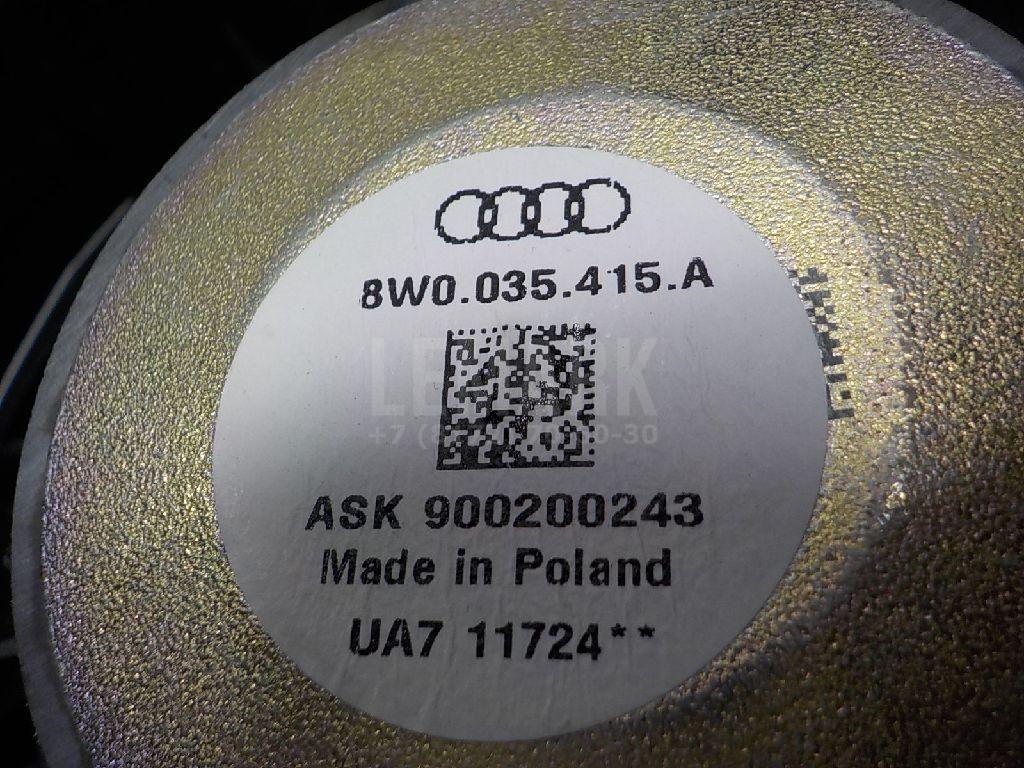 8W0.035.415.A
ASK 900200243
Made in Poland
UA7 11724**